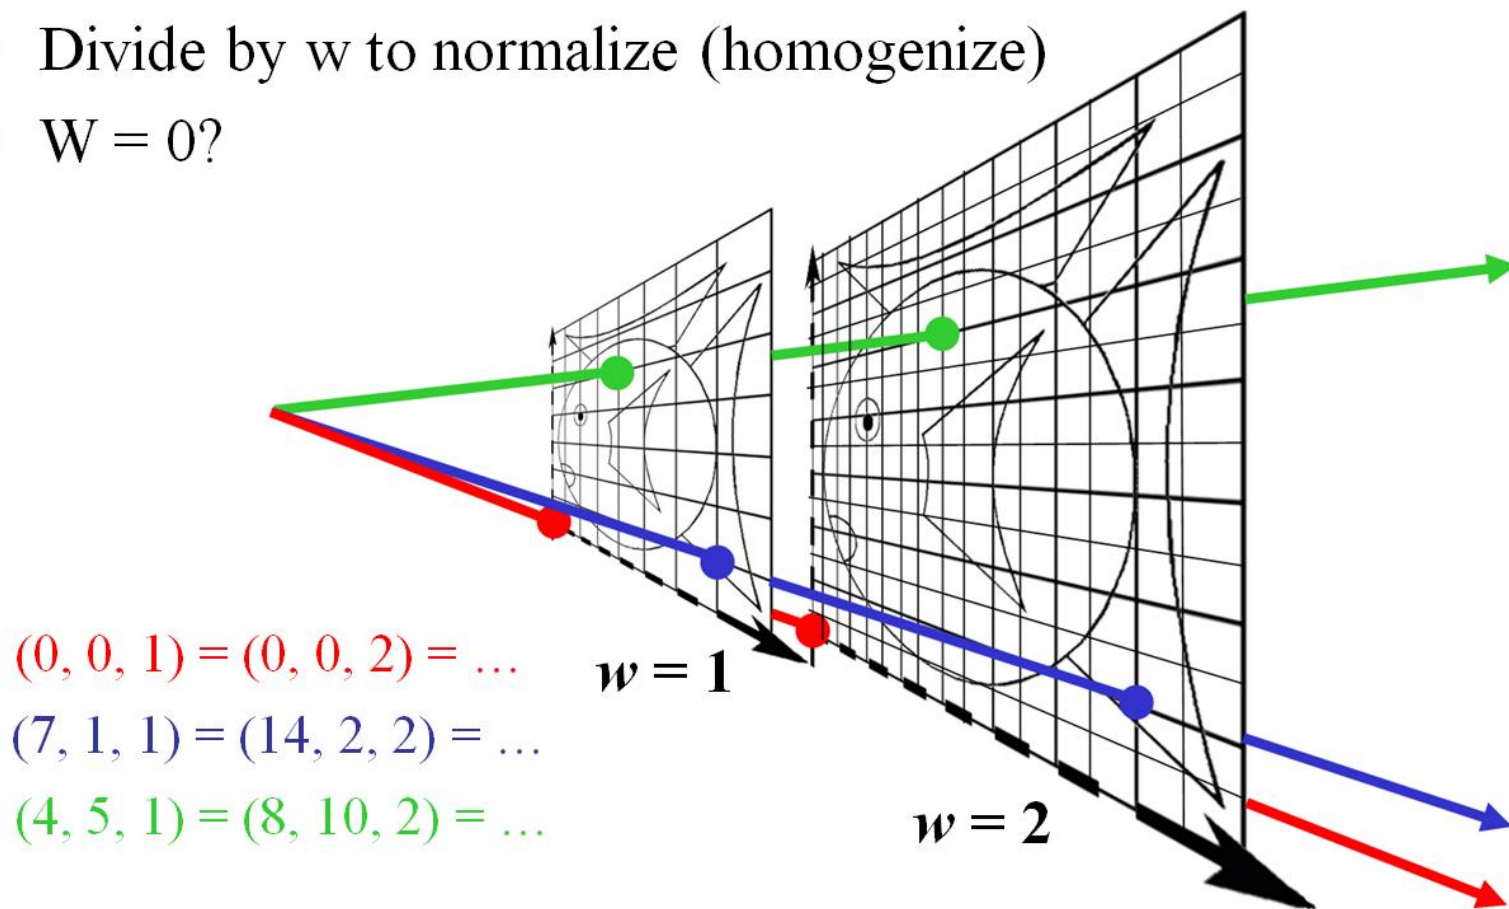 Divide by w to normalize (homogenize)
W = 0?
(0, 0, 1) = (0, 0, 2) = ...
(7, 1, 1) = (14, 2, 2) = ...
(4, 5, 1) = (8, 10, 2) = ...
w = 1
w = 2